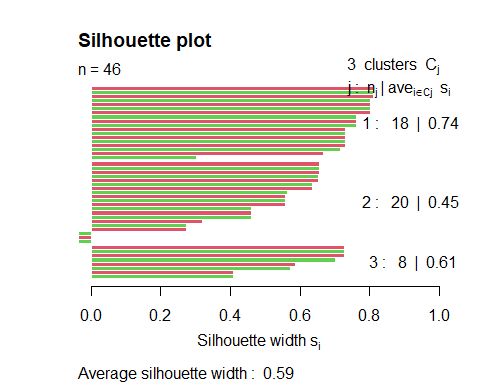 Silhouette plot
n = 46
3 clusters Cj
j : nj | avei∈Cj si
1 : 18 | 0.74
2 : 20 | 0.45
3 : 8 | 0.61
0.0 0.2 0.4 0.6 0.8 1.0
Silhouette width si
Average silhouette width : 0.59